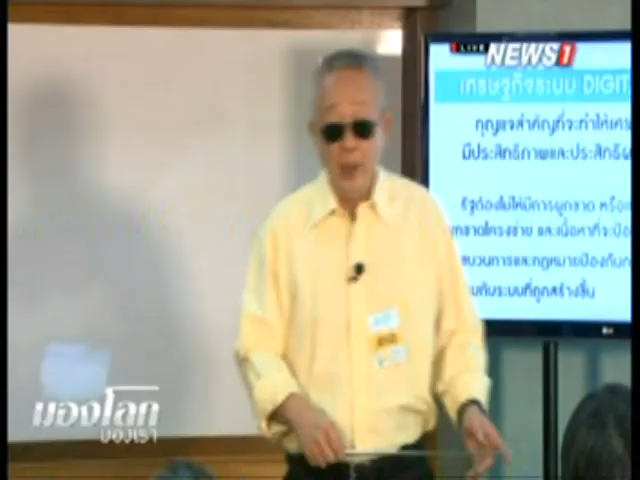 LIVE NEWS1
เศรษฐกิจระบบ DIGIT
กุญแจสำคัญที่จะทำให้เศร
มีประสิทธิภาพและประสิทธิผ
รัฐต้องไม่ให้มีการผูกขาด หรือแ
ูกขาดโครงข่าย และเนื้อหาที่จะป้อ
ขบวนการและกฎหมายป้องกันก
มกับระบบที่ถูกสร้างขึ้น
LG
มองโลก
มองเรา